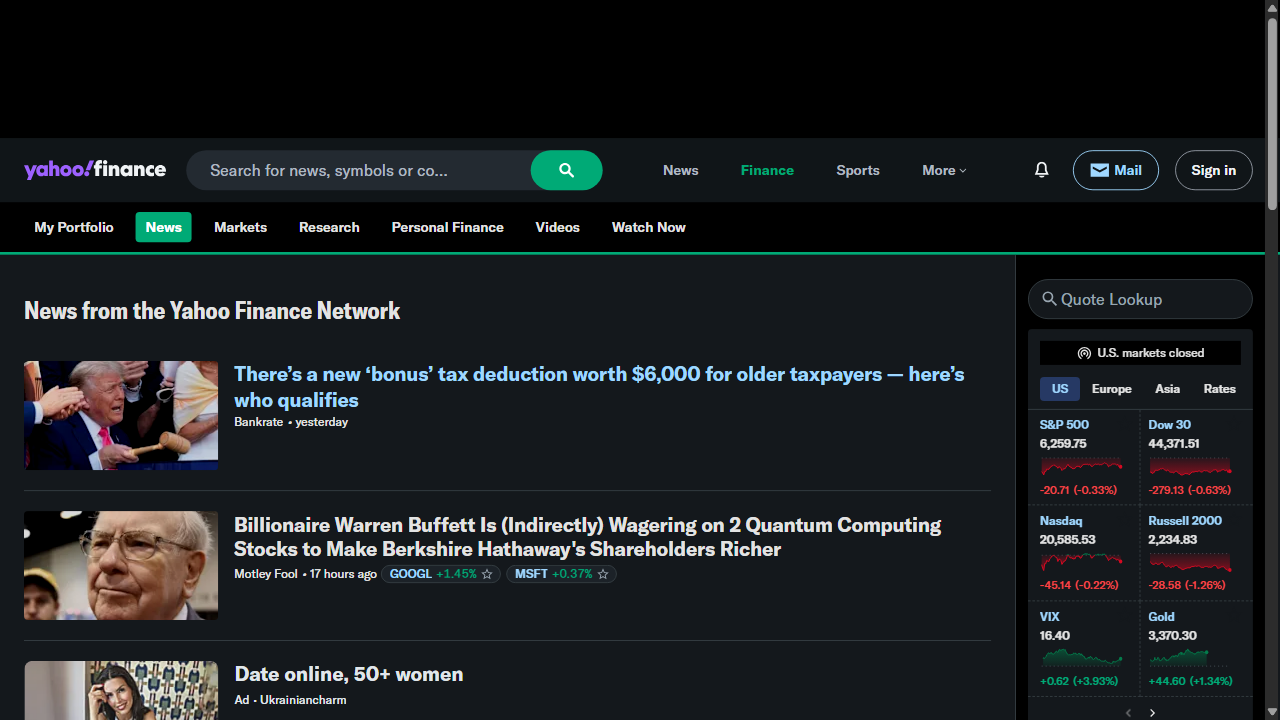 yahoo!finance
Search for news, symbols or co...
News
Finance
Sports
More
Mail
Sign in
My Portfolio
News
Markets
Research
Personal Finance
Videos
Watch Now
News from the Yahoo Finance Network
There's a new ‘bonus’ tax deduction worth $6,000 for older taxpayers — here's
who qualifies
Bankrate • yesterday
Billionaire Warren Buffett Is (Indirectly) Wagering on 2 Quantum Computing
Stocks to Make Berkshire Hathaway's Shareholders Richer
Motley Fool • 17 hours ago GOOGL +1.45% MSFT +0.37%
Date online, 50+ women
Ad • Ukrainiancharm
Quote Lookup
U.S. markets closed
US
Europe
Asia
Rates
S&P 500
6,259.75
-20.71 (-0.33%)
Dow 30
44,371.51
-279.13 (-0.63%)
Nasdaq
20,585.53
-45.14 (-0.22%)
Russell 2000
2,234.83
-28.58 (-1.26%)
VIX
16.40
+0.62 (+3.93%)
Gold
3,370.30
+44.60 (+1.34%)